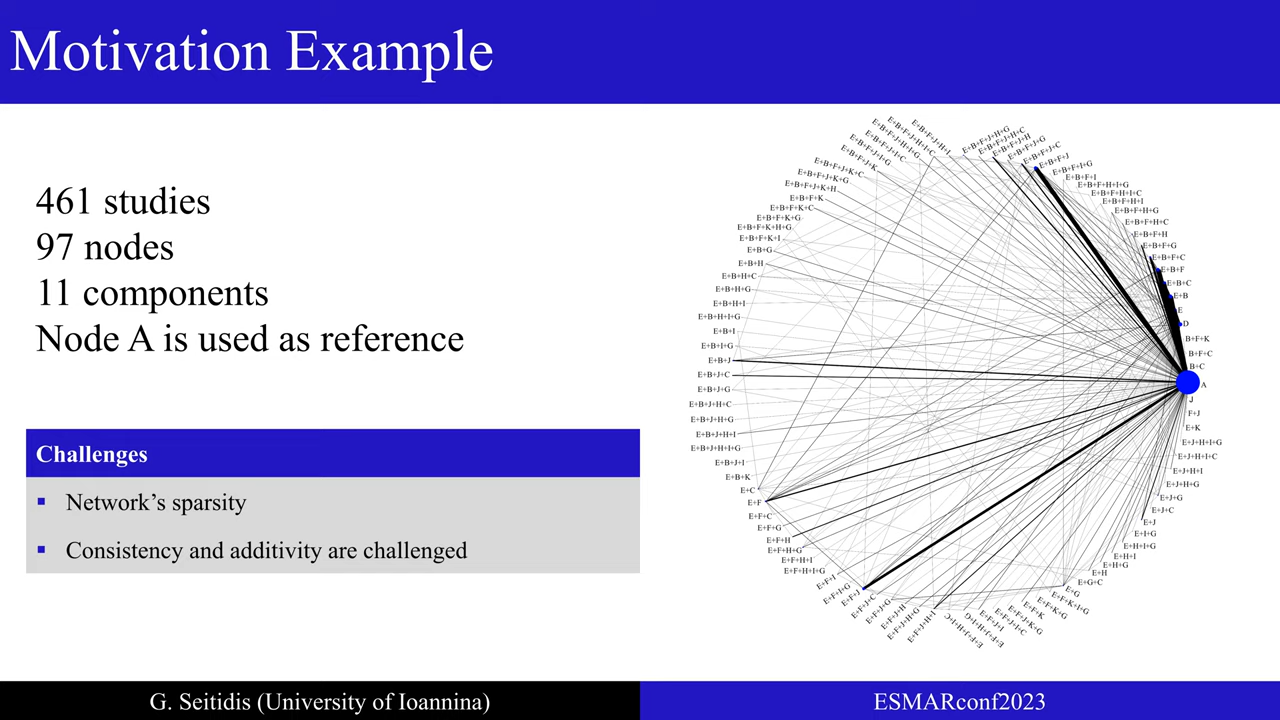 Motivation Example
461 studies
97 nodes
11 components
Node A is used as reference
Challenges
Network’s sparsity
Consistency and additivity are challenged
E+B+F+J+H+I
E+B+F+J+H+I+C
E+B+F+J+H+I+G
E+B+F+J+I+C
E+B+F+J+I+G
E+B+F+J+K
E+B+F+J+K+C
E+B+F+J+K+G
E+B+F+J+K+H
E+B+F+K
E+B+F+K+C
E+B+F+K+G
E+B+F+K+H+G
E+B+F+K+I
E+B+G
E+B+H
E+B+H+C
E+B+H+G
E+B+H+I
E+B+H+I+G
E+B+I
E+B+I+G
E+B+J
E+B+J+C
E+B+J+G
E+B+J+H+C
E+B+J+H+G
E+B+J+H+I
E+B+J+H+I+G
E+B+J+I
E+B+K
E+C
E+F
E+F+C
E+F+G
E+F+H
E+F+H+G
E+F+H+I
E+F+H+I+G
E+F+I
E+F+I+G
E+F+J
E+F+J+C
E+F+J+G
E+F+J+H
E+F+J+H+G
E+F+J+H+I
E+F+J+H+I+C
E+F+J+H+I+G
E+F+J+I
E+F+J+I+C
E+F+J+K+G
E+F+K
E+F+K+G
E+F+K+I+G
E+G
E+G+C
E+H
E+H+G
E+H+I
E+H+I+G
E+I+G
E+J
E+J+C
E+J+G
E+J+H+G
E+J+H+I
E+J+H+I+C
E+J+H+I+G
E+K
F+J
J
A
B+C
B+F+C
B+F+K
D
E
E+B
E+B+C
E+B+F
E+B+F+C
E+B+F+G
E+B+F+H
E+B+F+H+C
E+B+F+H+G
E+B+F+H+I
E+B+F+H+I+C
E+B+F+H+I+G
E+B+F+I
E+B+F+I+G
E+B+F+J
E+B+F+J+C
E+B+F+J+G
E+B+F+J+H
E+B+F+J+H+C
E+B+F+J+H+G
G. Seitidis (University of Ioannina)
ESMARconf2023